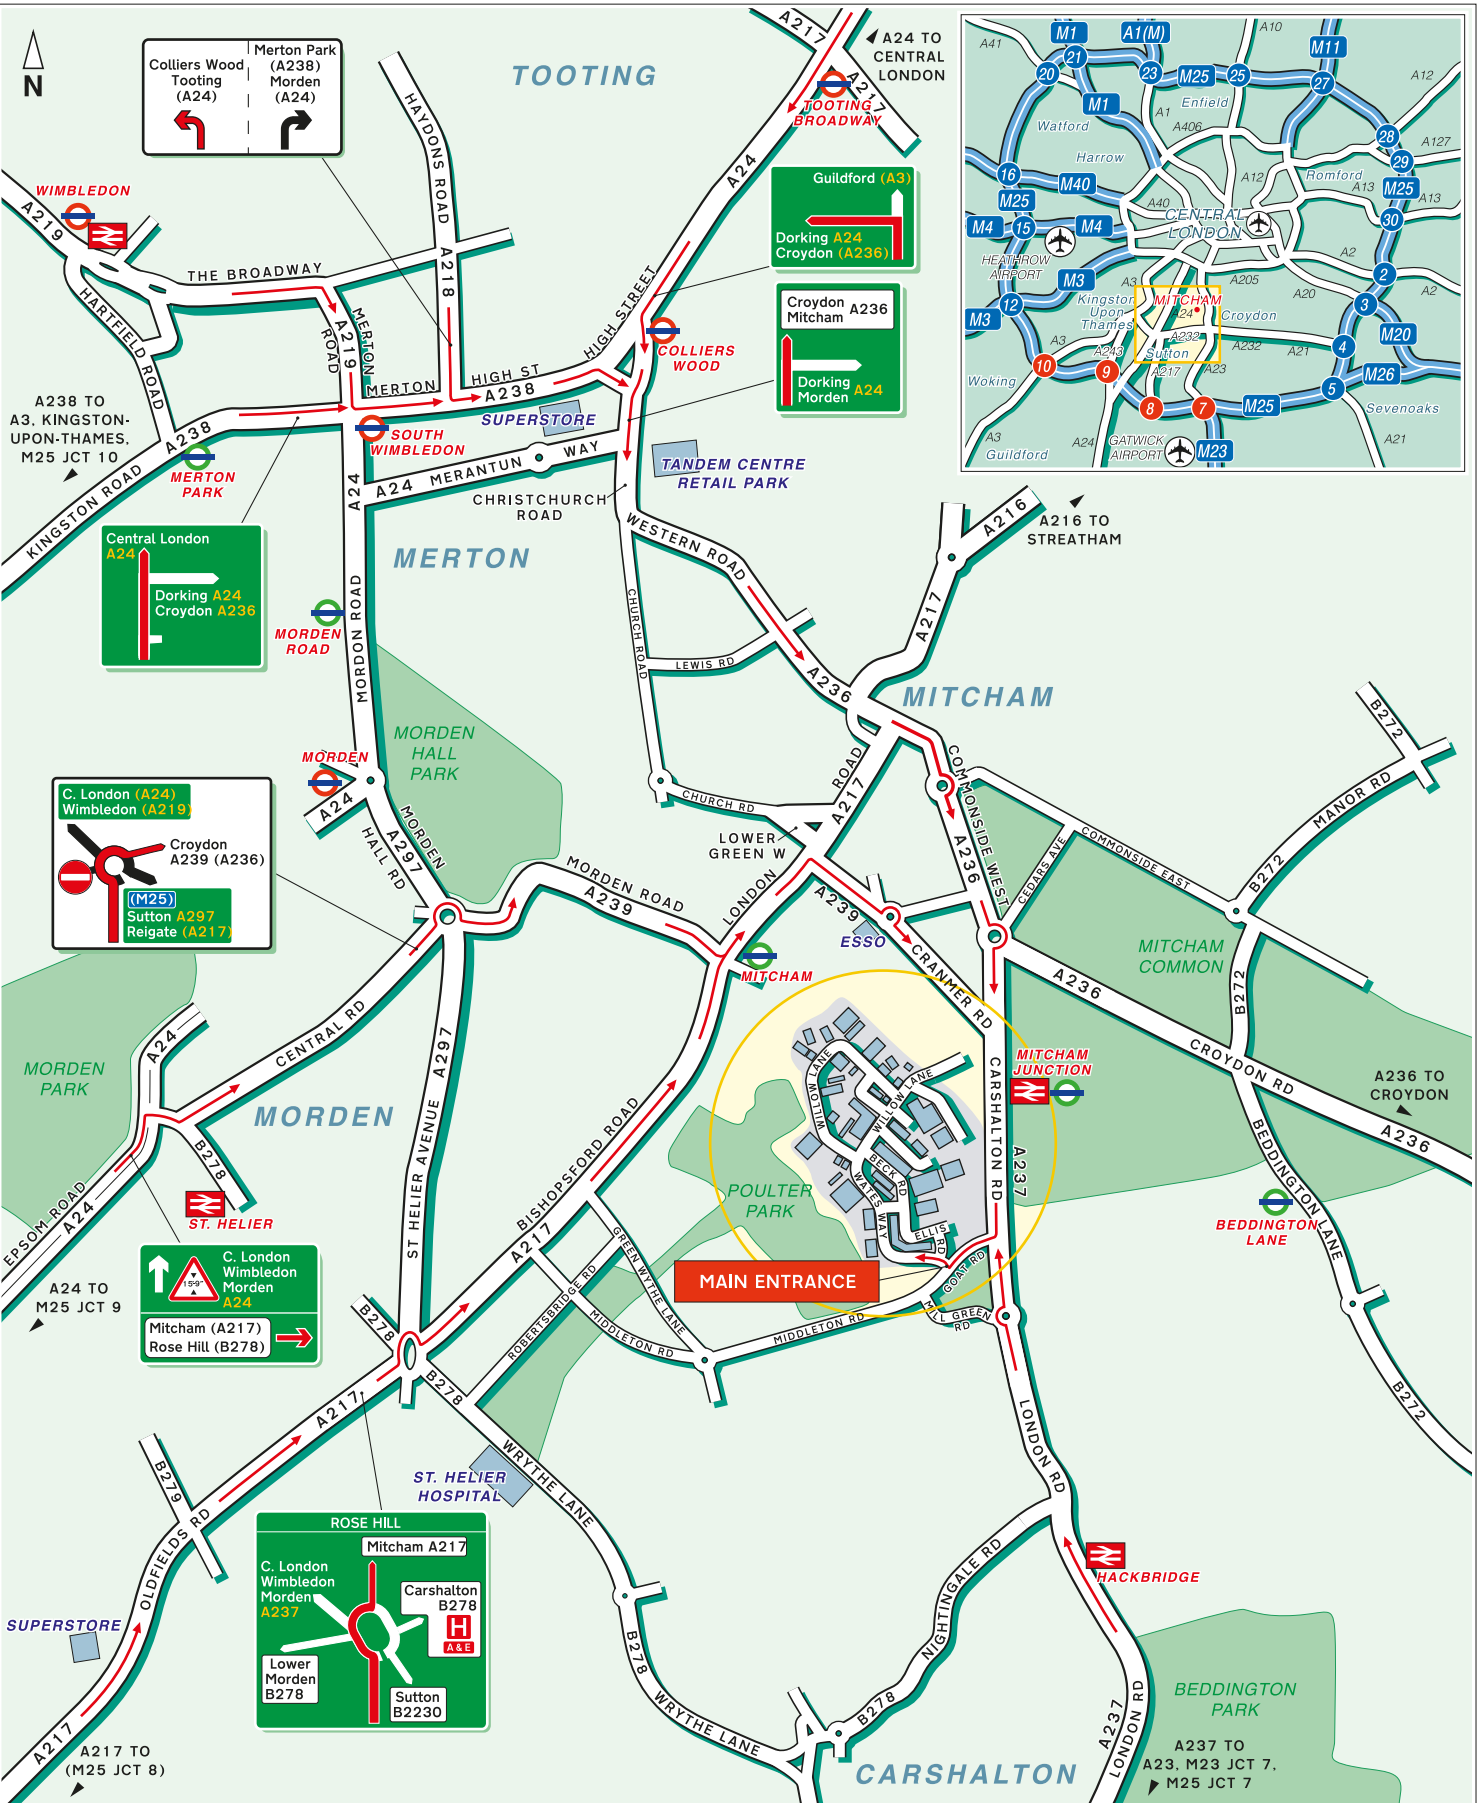 N
Colliers Wood
Tooting
(A24)
Merton Park
(A238)
Morden
(A24)
TOOTING
A217
A24 TO
CENTRAL
LONDON
A217
TOOTING
BROADWAY
A24
HAYDONS ROAD
A218
WIMBLEDON
A219
THE BROADWAY
HARTFIELD ROAD
MERTON
ROAD
A219
Guildford (A3)
Dorking A24
Croydon (A236)
HIGH STREET
Croydon
Mitcham A236
Dorking
Morden A24
COLLIERS
WOOD
MERTON
HIGH ST
A238
SUPERSTORE
A238 TO
A3, KINGSTON-
UPON-THAMES,
M25 JCT 10
A238
KINGSTON ROAD
MERTON
PARK
SOUTH
WIMBLEDON
A24
A24 MERANTUN WAY
TANDEM CENTRE
RETAIL PARK
CHRISTCHURCH
ROAD
Central London
A24
Dorking A24
Croydon A236
MERTON
WESTERN ROAD
A216
A216 TO
STREATHAM
A217
CHURCH ROAD
LEWIS RD
MORDEN
ROAD
MORDON ROAD
A236
MITCHAM
MORDEN
HALL
PARK
MORDEN
A24
A297
MORDEN
HALL RD
C. London (A24)
Wimbledon (A219)
Croydon
A239 (A236)
(M25)
Sutton A297
Reigate (A217)
CHURCH RD
LOWER
GREEN W
ROAD
A217
LONDON
COMMONSIDE WEST
A236
CEDARS AVE
COMMONSIDE EAST
B272
MANOR RD
B272
MORDEN ROAD
A239
A239
ESSO
CRANMER RD
MITCHAM
MITCHAM
COMMON
B272
A236
CROYDON RD
A236 TO
CROYDON
A236
MORDEN
PARK
A24
CENTRAL RD
MORDEN
B278
ST. HELIER
EPSOM ROAD
A24
A24 TO
M25 JCT 9
A297
ST HELIER AVENUE
BISHOPSFORD ROAD
A217
C. London
Wimbledon
Morden
A24
15'-9"
Mitcham (A217)
Rose Hill (B278)
WILLOW LANE
WILLOW LANE
BECK RD
WATES WAY
ELLIS
RD
GOAT RD
POULTER
PARK
MAIN ENTRANCE
CARSHALTON RD
A237
MITCHAM
JUNCTION
BEDDINGTON LANE
BEDDINGTON
LANE
B272
GREEN WYTHE LANE
ROBERTSBRIDGE RD
MIDDLETON RD
MIDDLETON RD
MILL GREEN
RD
B278
B278
A217
B279
OLDFIELDS RD
SUPERSTORE
A217
A217 TO
(M25 JCT 8)
ST. HELIER
HOSPITAL
WRYTHE LANE
ROSE HILL
Mitcham A217
C. London
Wimbledon
Morden
A237
Carshalton
B278
H
A & E
Lower
Morden
B278
Sutton
B2230
B278
WRYTHE LANE
B278
NIGHTINGALE RD
LONDON RD
HACKBRIDGE
BEDDINGTON
PARK
A237
LONDON RD
A237 TO
A23, M23 JCT 7,
M25 JCT 7
CARSHALTON
A41
M1
A1(M)
A10
M11
A12
20
21
23
M25
25
27
M1
Enfield
A1
A406
Watford
Harrow
28
A127
29
M25
Romford
A12
A13
A13
30
16
M40
M25
A40
CENTRAL
LONDON
M4
15
M4
HEATHROW
AIRPORT
M3
A3
A205
A2
A20
2
A2
12
M3
Kingston
Upon
Thames
MITCHAM
A24
Croydon
A232
A232
3
M20
A3
A243
Sutton
A217
A23
A21
4
M26
10
9
Woking
8
7
M25
5
Sevenoaks
A3
Guildford
A24
GATWICK
AIRPORT
M23
A21